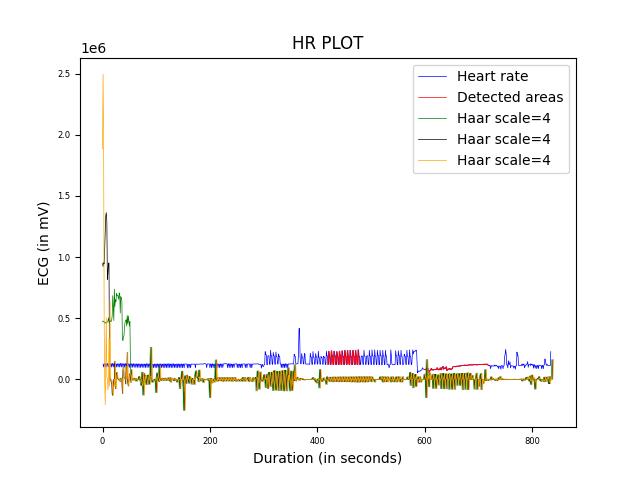 HR PLOT
1e6
2.5
2.0
1.5
1.0
0.5
0.0
ECG (in mV)
Heart rate
Detected areas
Haar scale=4
Haar scale=4
Haar scale=4
0 200 400 600 800
Duration (in seconds)